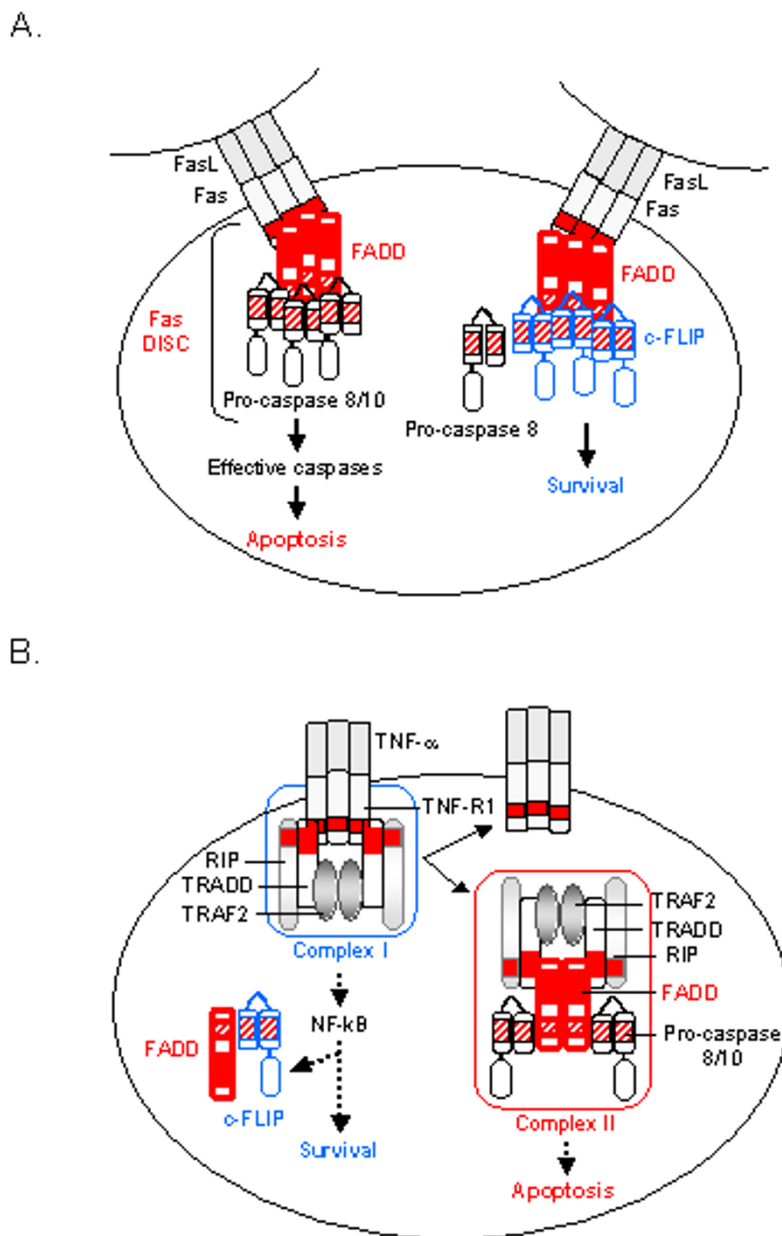 A.
FasL
Fas
FADD
Fas
DISC
Pro-caspase 8/10
Effective caspases
Apoptosis
FasL
Fas
FADD
c-FLIP
Pro-caspase 8
Survival
B.
TNF-α
TNF-R1
RIP
TRADD
TRAF2
Complex I
NF-kB
FADD
c-FLIP
Survival
TRAF2
TRADD
RIP
FADD
Pro-caspase
8/10
Complex II
Apoptosis